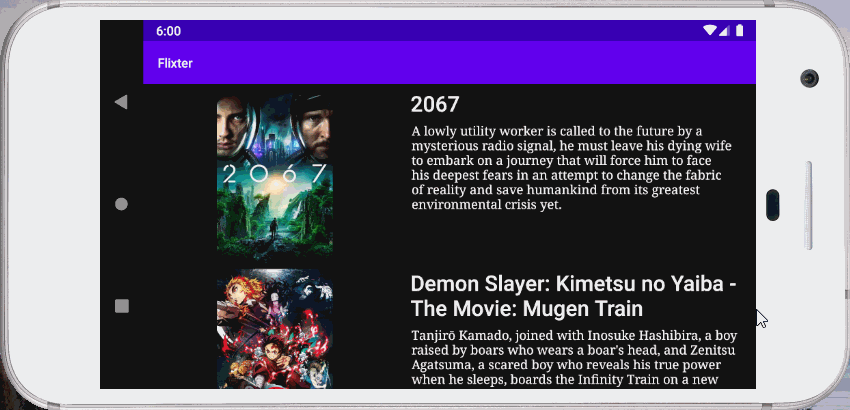 6:00
Flixter
2067
A lowly utility worker is called to the future by a
mysterious radio signal, he must leave his dying wife
to embark on a journey that will force him to face
his deepest fears in an attempt to change the fabric
of reality and save humankind from its greatest
environmental crisis yet.
2067
Demon Slayer: Kimetsu no Yaiba -
The Movie: Mugen Train
Tanjirō Kamado, joined with Inosuke Hashibira, a boy
raised by boars who wears a boar's head, and Zenitsu
Agatsuma, a scared boy who reveals his true power
when he sleeps, boards the Infinity Train on a new